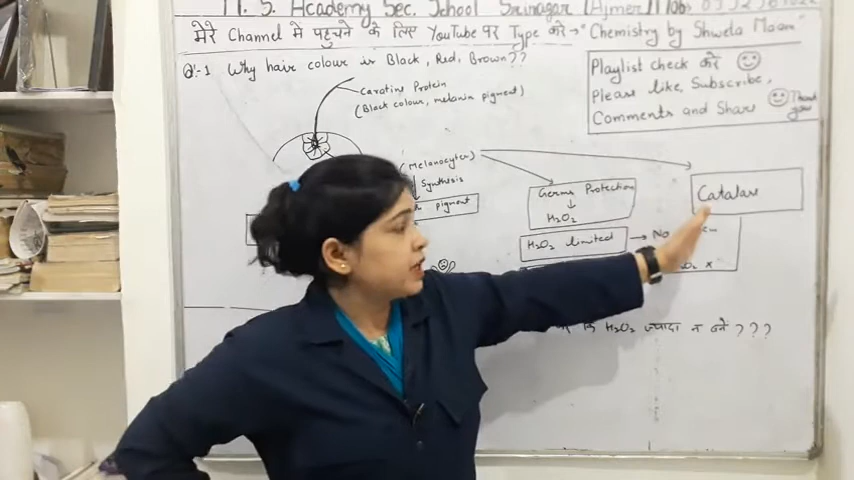 M. S. Academy Sec. School Srinagar (Ajmer)
मेरे Channel में पहुचने के लिए YouTube पर Type करे → "Chemistry by Shweta Maam"
Q.-1 Why hair colour is Black, Red, Brown??
Caratine Protein
(Black colour, melanin pigment)
Playlist check करें
Please like, Subscribe,
Comments and Share
Thank you
(Melanocytes)
Synthesis
pigment
Germs Protection
H₂O₂
H₂O₂ limited → No
Catalase
कि H₂O₂ ज्यादा न बने ???